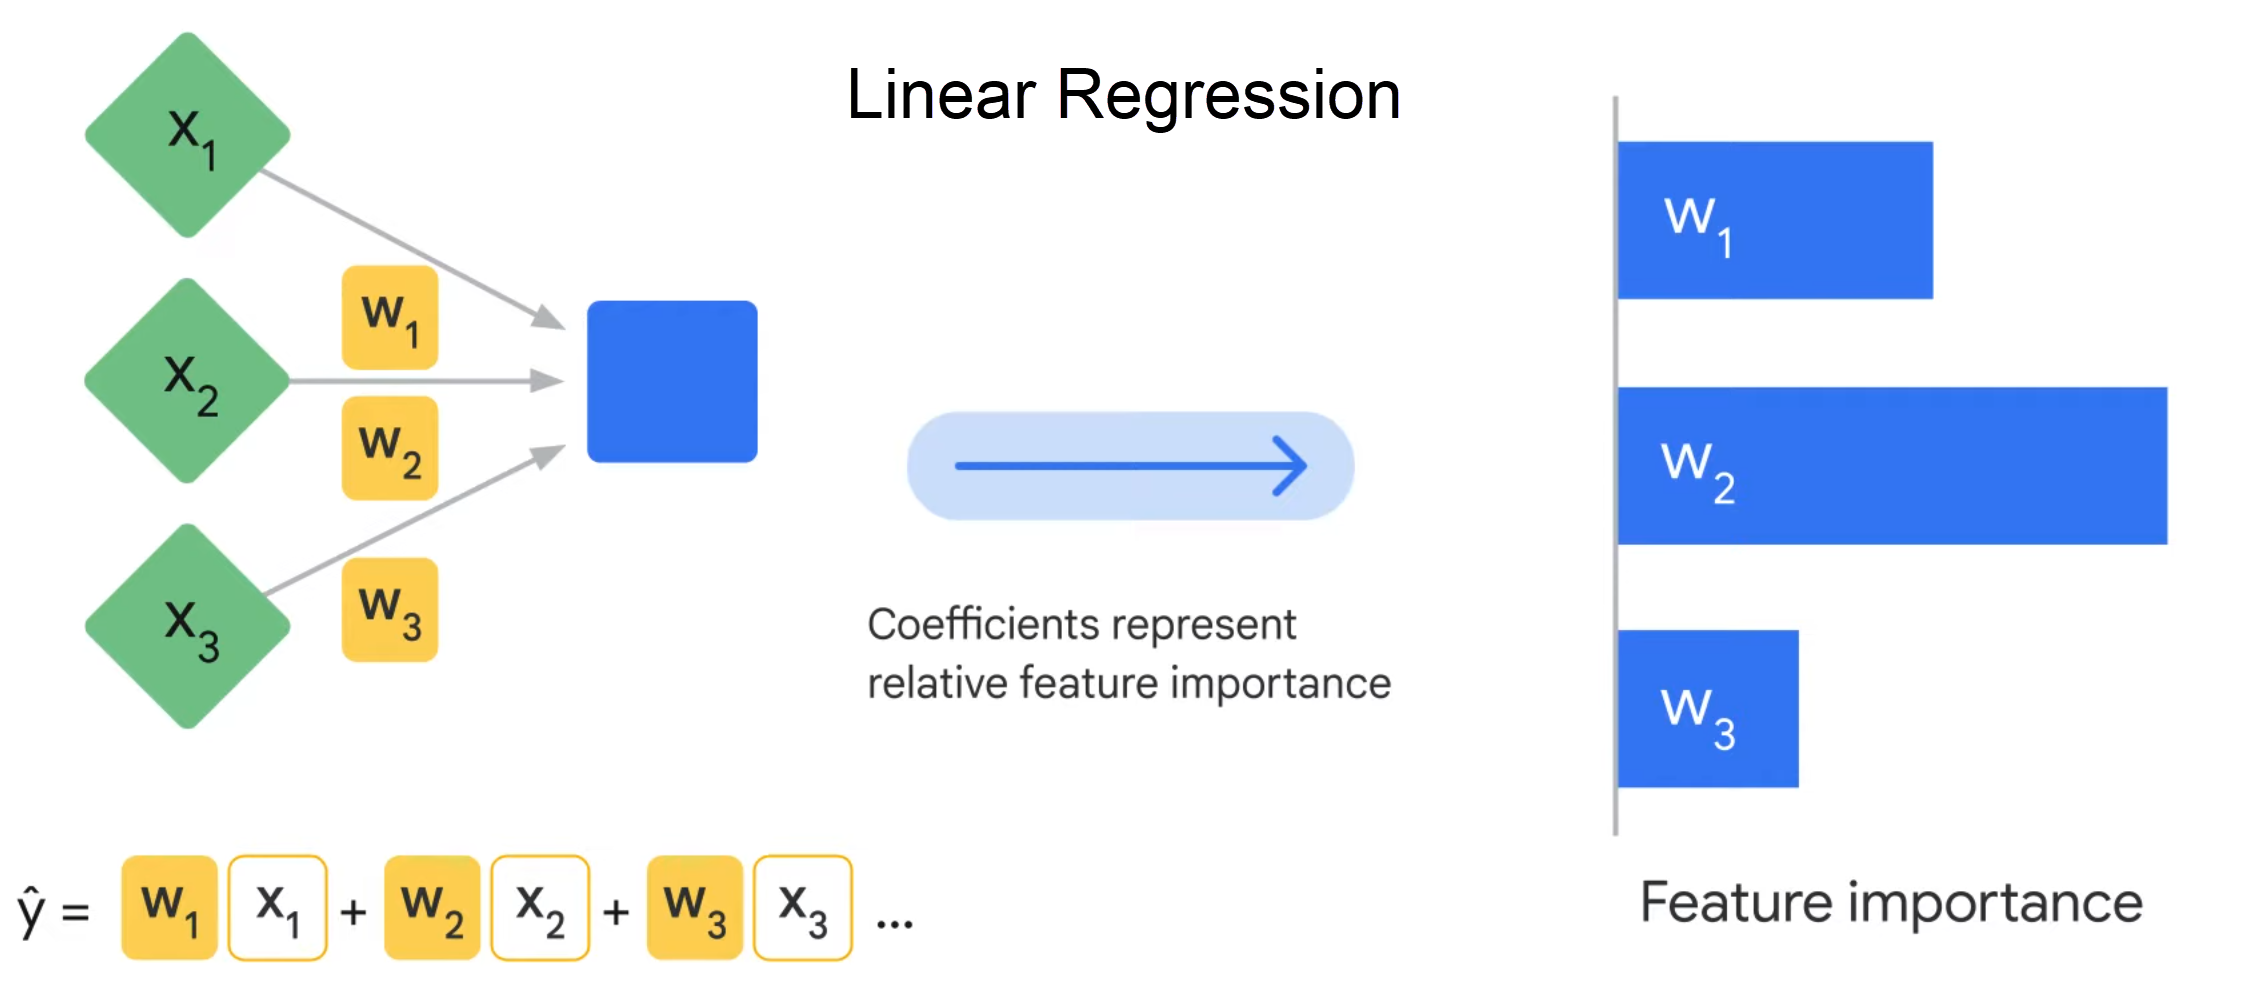 Linear Regression
x1
x2
x3
w1
w2
w3
Coefficients represent
relative feature importance
w1
w2
w3
Feature importance
ŷ = w1 x1 + w2 x2 + w3 x3 ...